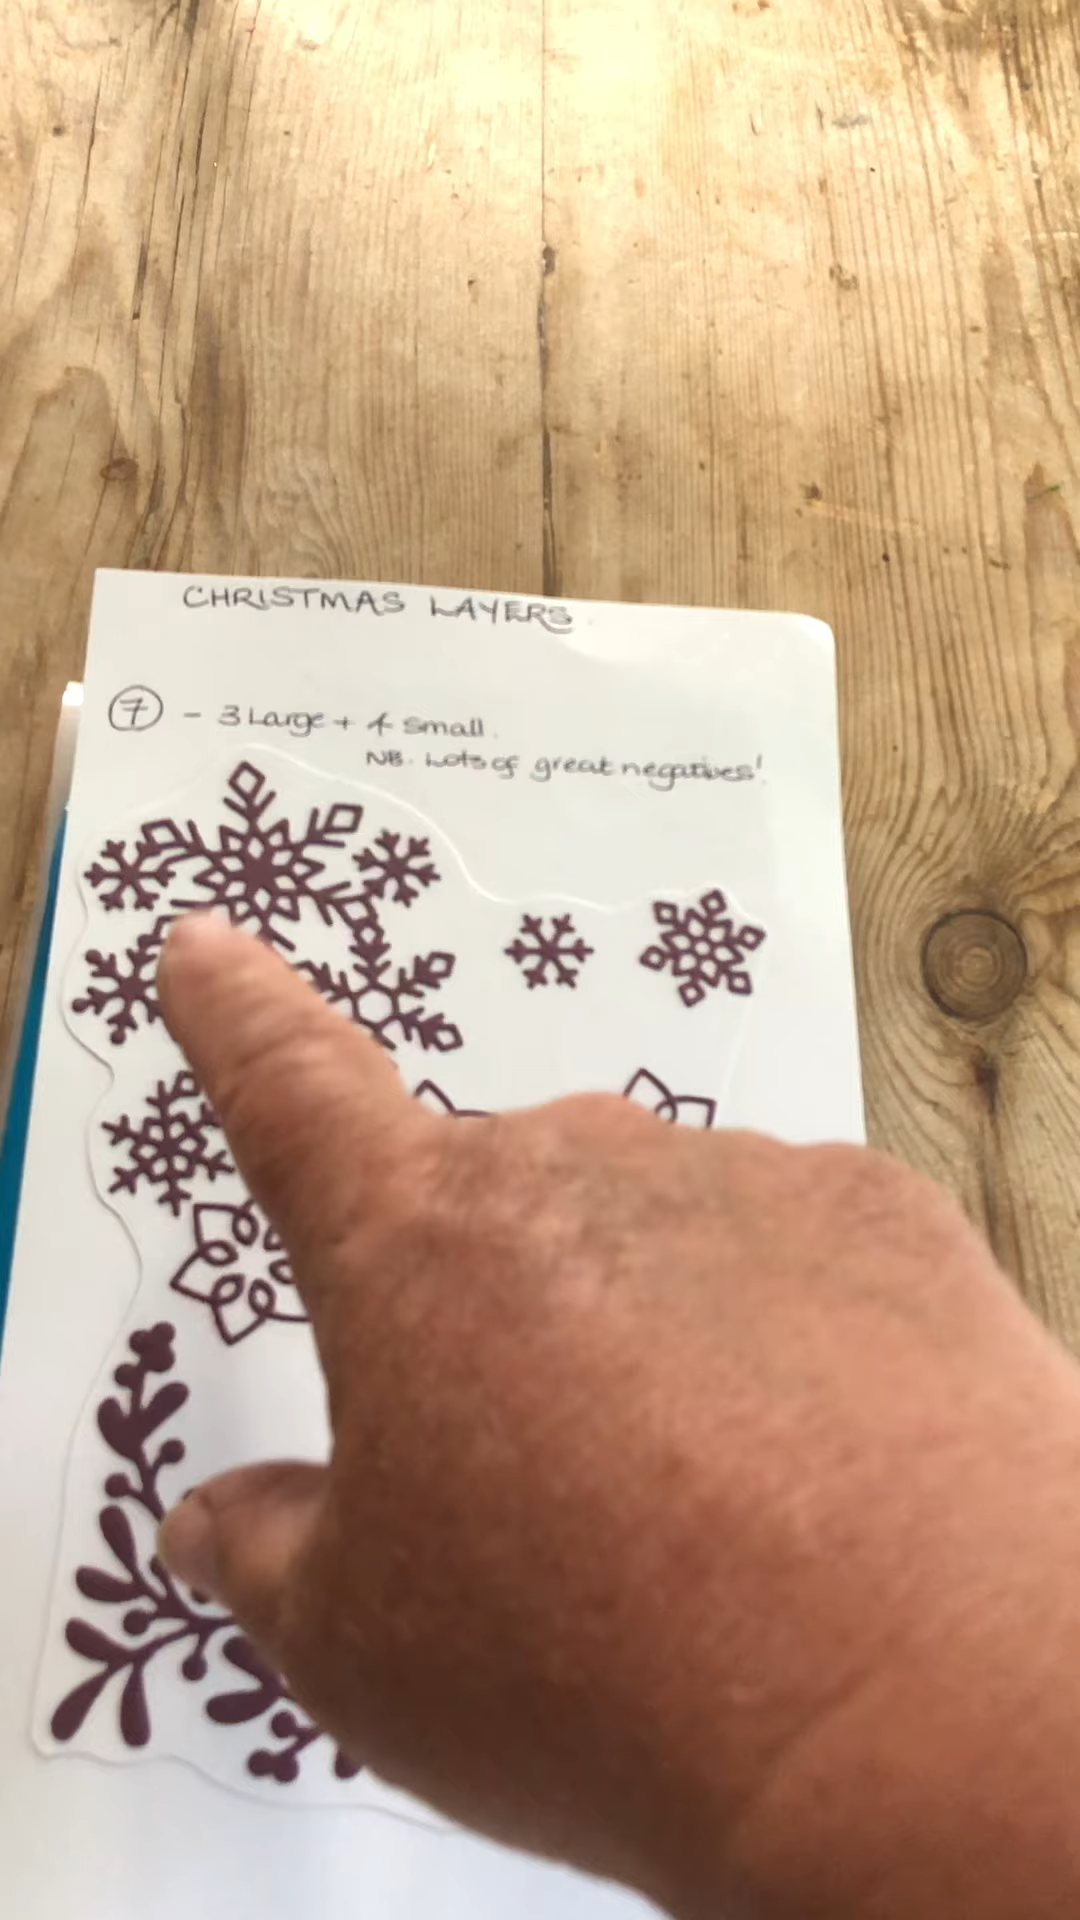 CHRISTMAS LAYERS
7 - 3 Large + 4 Small.
NB. Lots of great negatives!